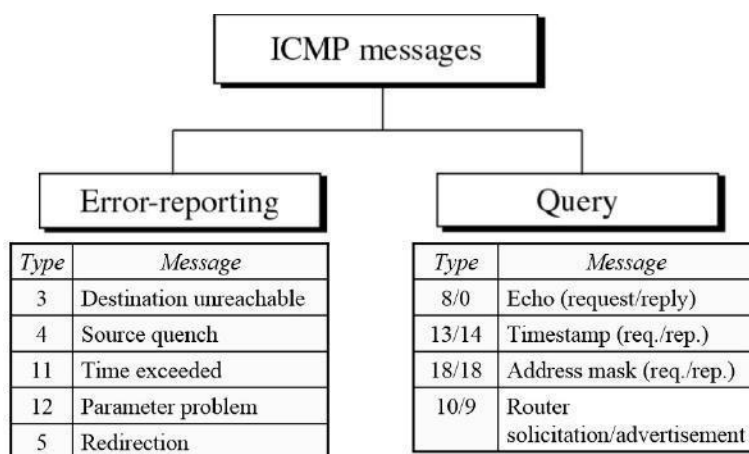 ICMP messages
Error-reporting
Type Message
3 Destination unreachable
4 Source quench
11 Time exceeded
12 Parameter problem
5 Redirection
Query
Type Message
8/0 Echo (request/reply)
13/14 Timestamp (req./rep.)
18/18 Address mask (req./rep.)
10/9 Router
solicitation/advertisement